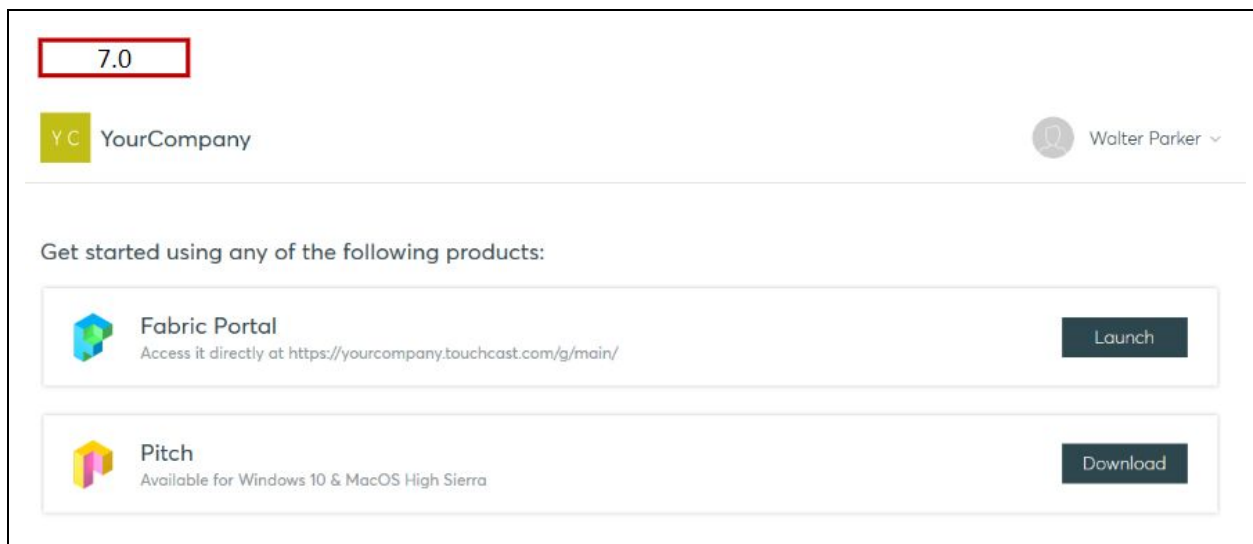 7.0
Y C YourCompany
Walter Parker
Get started using any of the following products:
Fabric Portal
Access it directly at https://yourcompany.touchcast.com/g/main/
Launch
Pitch
Available for Windows 10 & MacOS High Sierra
Download